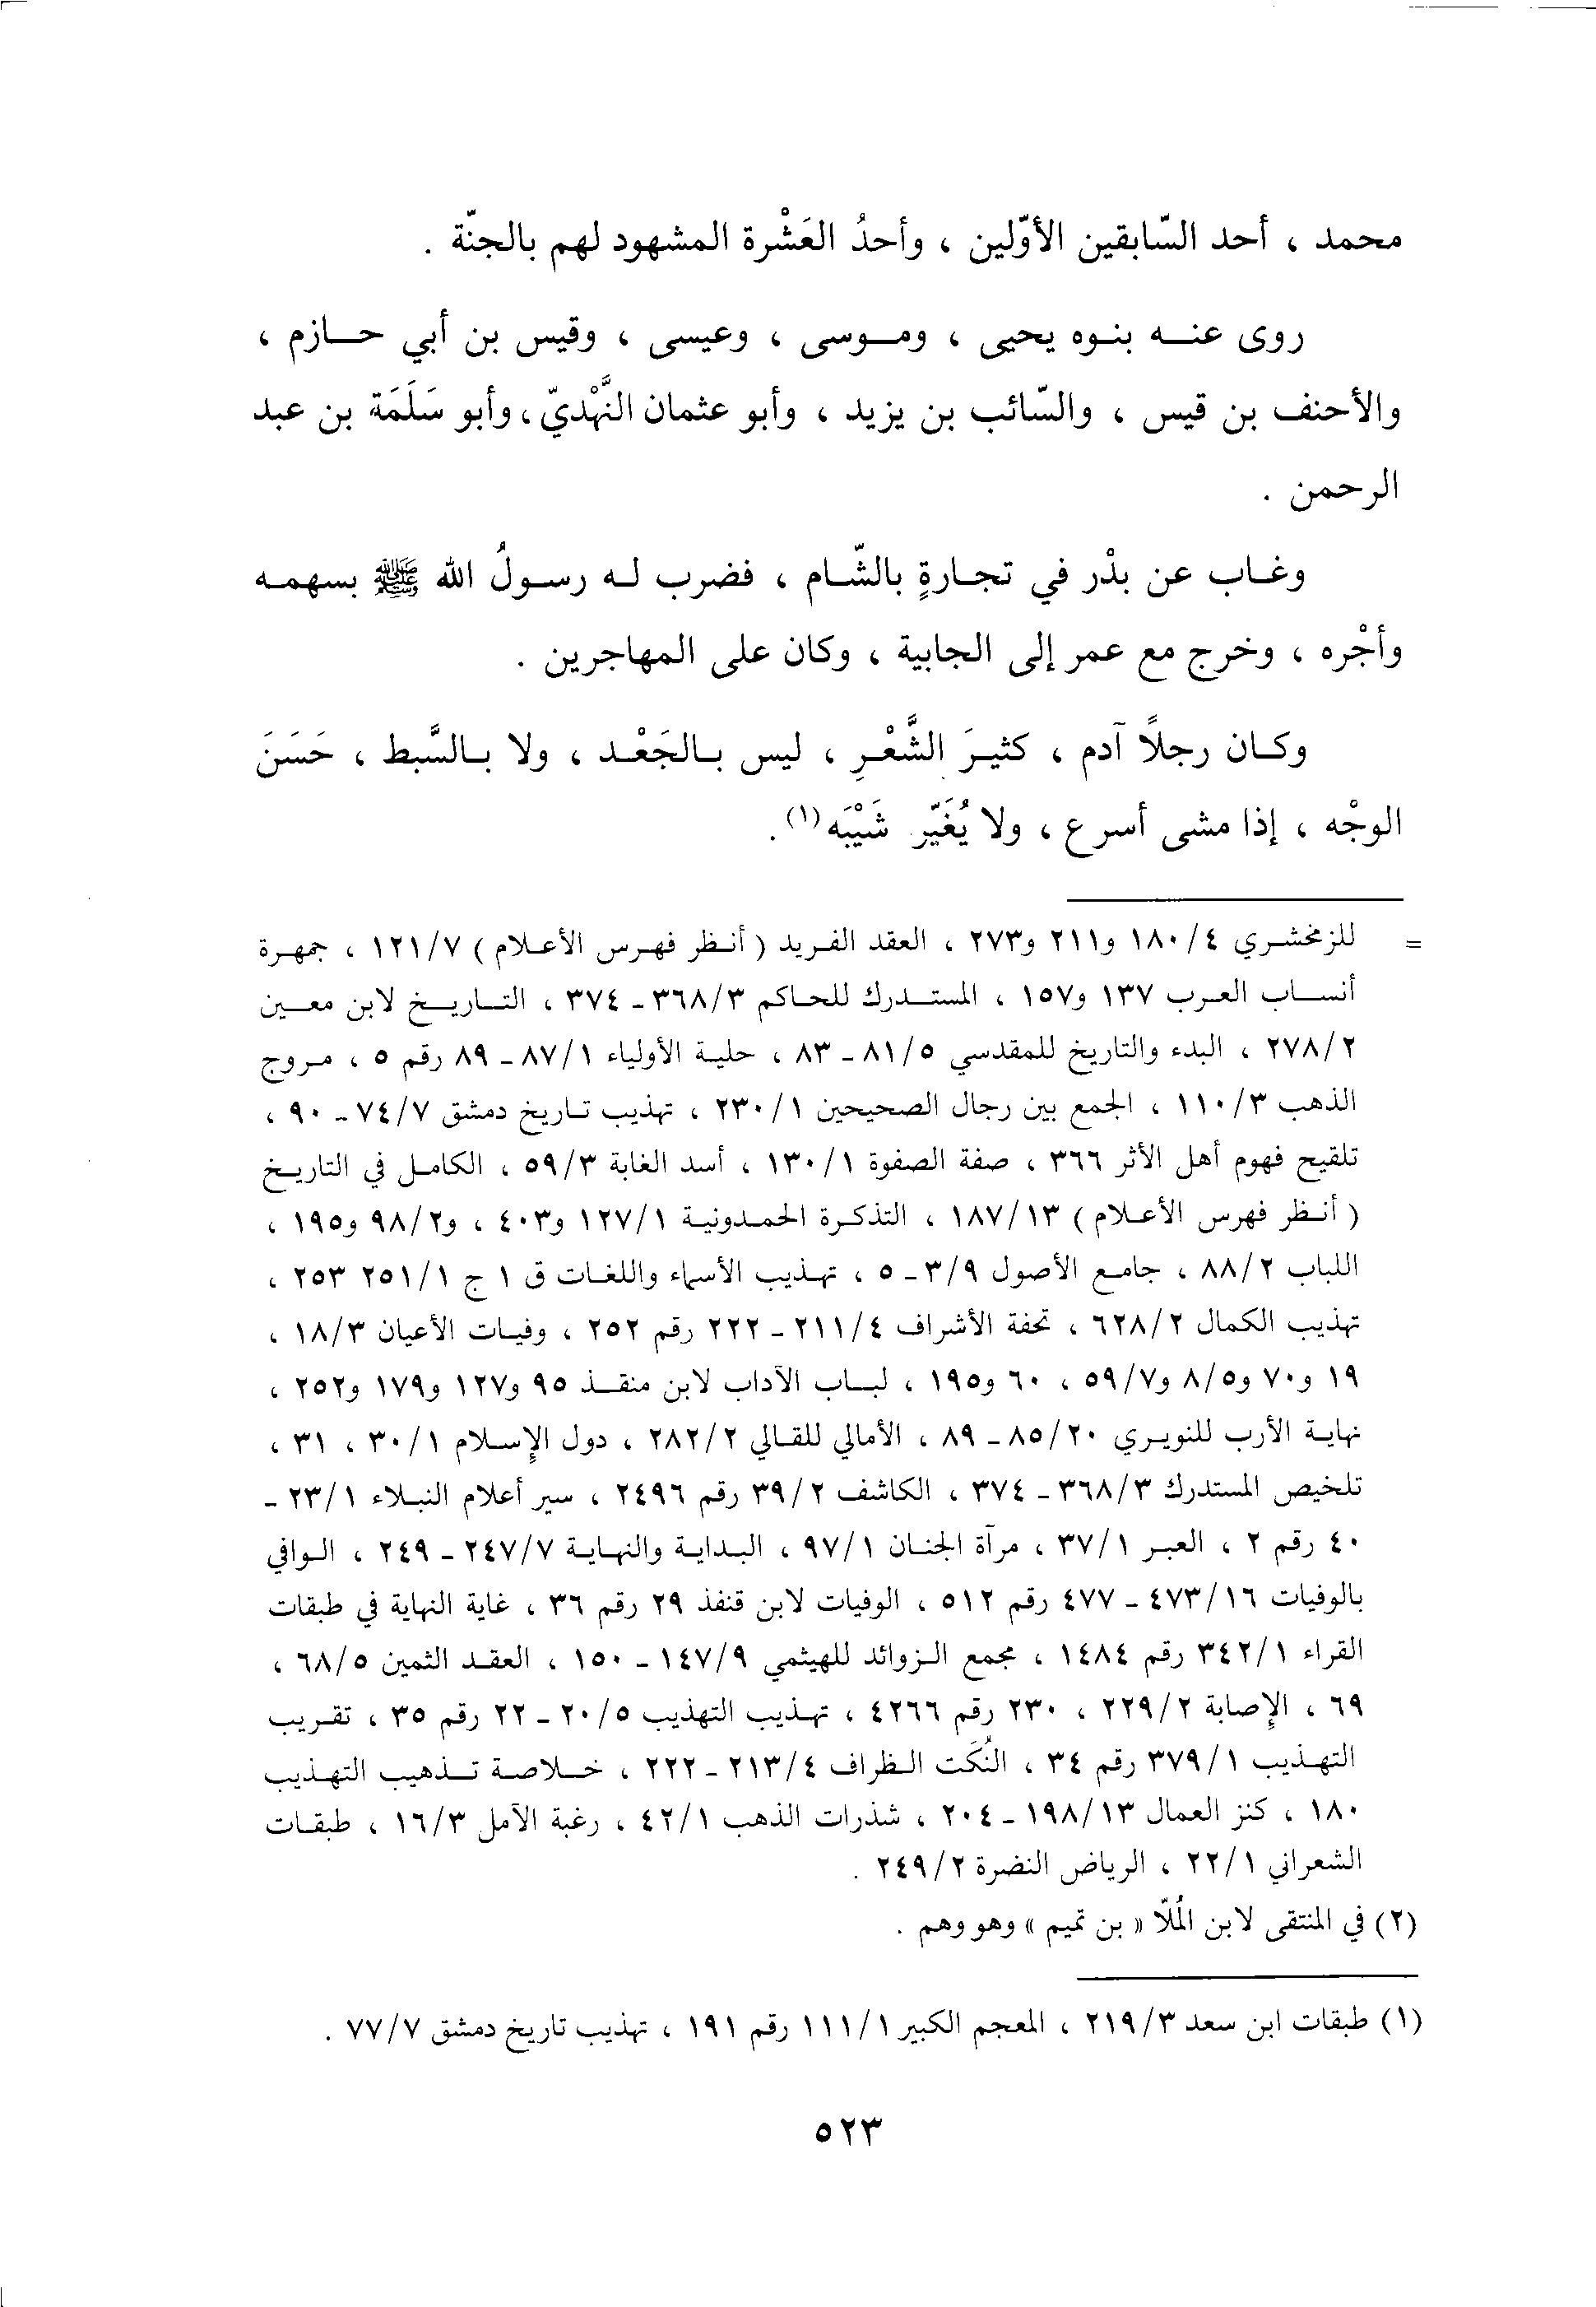 محمد ، أحد السّابقين الأوّلين ، وأحدُ العَشْرة المشهود لهم بالجنّة .
روى عنه بنوه يحيى ، وموسى ، وعيسى ، وقيس بن أبي حازم ،
والأحنف بن قيس ، والسّائب بن يزيد ، وأبو عثمان النَّهْديّ ، وأبو سَلَمَة بن عبد
الرحمن .
وغاب عن بدْر في تجارةٍ بالشّام ، فضرب له رسولُ الله ﷺ بسهمه
وأجْره ، وخرج مع عمر إلى الجابية ، وكان على المهاجرين .
وكان رجلاً آدم ، كثيرَ الشَّعْرِ ، ليس بالجَعْد ، ولا بالسَّبط ، حَسَنَ
الوجْه ، إذا مشى أسرع ، ولا يُغَيّر شَيْبَه(١) .
= للزمخشري ٤/١٨٠ و٢١١ و٢٧٣ ، العقد الفريد ( أنظر فهرس الأعلام ) ٧/١٢١ ، جمهرة
أنساب العرب ١٣٧ و١٥٧ ، المستدرك للحاكم ٣/٣٦٨ - ٣٧٤ ، التاريخ لابن معين
٢/٢٧٨ ، البدء والتاريخ للمقدسي ٥/٨١ - ٨٣ ، حلية الأولياء ١/٨٧ - ٨٩ رقم ٥ ، مروج
الذهب ٣/١١٠ ، الجمع بين رجال الصحيحين ١/٢٣٠ ، تهذيب تاريخ دمشق ٧/٧٤ - ٩٠ ،
تلقيح فهوم أهل الأثر ٣٦٦ ، صفة الصفوة ١/١٣٠ ، أسد الغابة ٣/٥٩ ، الكامل في التاريخ
( أنظر فهرس الأعلام ) ١٣/١٨٧ ، التذكرة الحمدونية ١/١٢٧ و٤٠٣ ، و٢/٩٨ و١٩٥ ،
اللباب ٢/٨٨ ، جامع الأصول ٩/٣ - ٥ ، تهذيب الأسماء واللغات ق ١ ج ١/٢٥١ ٢٥٣ ،
تهذيب الكمال ٢/٦٢٨ ، تحفة الأشراف ٤/٢١١ - ٢٢٢ رقم ٢٥٢ ، وفيات الأعيان ٣/١٨ ،
١٩ و٧٠ و٥/٨ و٧/٥٩ ، ٦٠ و١٩٥ ، لباب الآداب لابن منقذ ٩٥ و١٢٧ و١٧٩ و٢٥٢ ،
نهاية الأرب للنويري ٢٠/٨٥ - ٨٩ ، الأمالي للقالي ٢/٢٨٢ ، دول الإسلام ١/٣٠ ، ٣١ ،
تلخيص المستدرك ٣/٣٦٨ - ٣٧٤ ، الكاشف ٢/٣٩ رقم ٢٤٩٦ ، سير أعلام النبلاء ١/٢٣ -
٤٠ رقم ٢ ، العبر ١/٣٧ ، مرآة الجنان ١/٩٧ ، البداية والنهاية ٧/٢٤٧ - ٢٤٩ ، الوافي
بالوفيات ١٦/٤٧٣ - ٤٧٧ رقم ٥١٢ ، الوفيات لابن قنفذ ٢٩ رقم ٣٦ ، غاية النهاية في طبقات
القراء ١/٣٤٢ رقم ١٤٨٤ ، مجمع الزوائد للهيثمي ٩/١٤٧ - ١٥٠ ، العقد الثمين ٥/٦٨ ،
٦٩ ، الإصابة ٢/٢٢٩ ، ٢٣٠ رقم ٤٢٦٦ ، تهذيب التهذيب ٥/٢٠ - ٢٢ رقم ٣٥ ، تقريب
التهذيب ١/٣٧٩ رقم ٣٤ ، النُكَت الظراف ٤/٢١٣ - ٢٢٢ ، خلاصة تذهيب التهذيب
١٨٠ ، كنز العمال ١٣/١٩٨ - ٢٠٤ ، شذرات الذهب ١/٤٢ ، رغبة الآمل ٣/١٦ ، طبقات
الشعراني ١/٢٢ ، الرياض النضرة ٢/٢٤٩ .
(٢) في المنتقى لابن المُلّا « بن تميم » وهو وهم .
(١) طبقات ابن سعد ٣/٢١٩ ، المعجم الكبير ١/١١١ رقم ١٩١ ، تهذيب تاريخ دمشق ٧/٧٧ .
٥٢٣